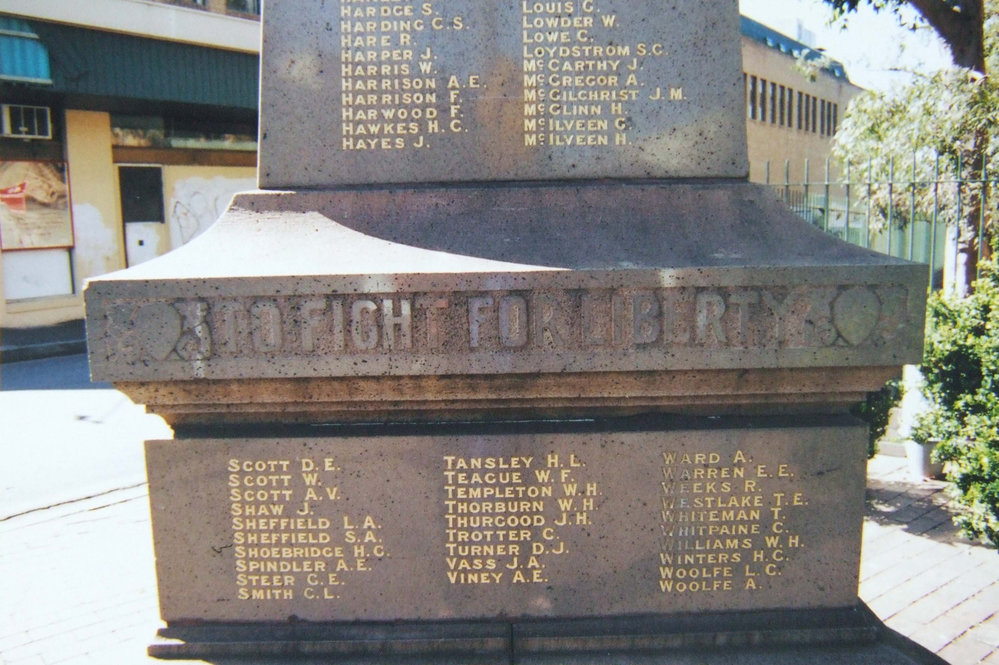 HARDGE S.
HARDING C.S.
HARE R.
HARPER J.
HARRIS W.
HARRISON A.E.
HARRISON F.
HARWOOD F.
HAWKES H.C.
HAYES J.
LOUIS C.
LOWDER W.
LOWE C.
LOYDSTROM S.C.
McCARTHY J.
McGREGOR A.
McGILCHRIST J.M.
McGLINN H.
McILVEEN G.
McILVEEN H.
TO FIGHT FOR LIBERTY
SCOTT D.E.
SCOTT W.
SCOTT A.V.
SHAW J.
SHEFFIELD L.A.
SHEFFIELD S.A.
SHOEBRIDGE H.C.
SPINDLER A.E.
STEER C.E.
SMITH C.L.
TANSLEY H.L.
TEAGUE W.F.
TEMPLETON W.H.
THORBURN W.H.
THURGOOD J.H.
TROTTER C.
TURNER D.J.
VASS J.A.
VINEY A.E.
WARD A.
WARREN E.E.
WEEKS R.
WESTLAKE T.E.
WHITEMAN T.
WHITPAINE C.
WILLIAMS W.H.
WINTERS H.C.
WOOLFE L.C.
WOOLFE A.